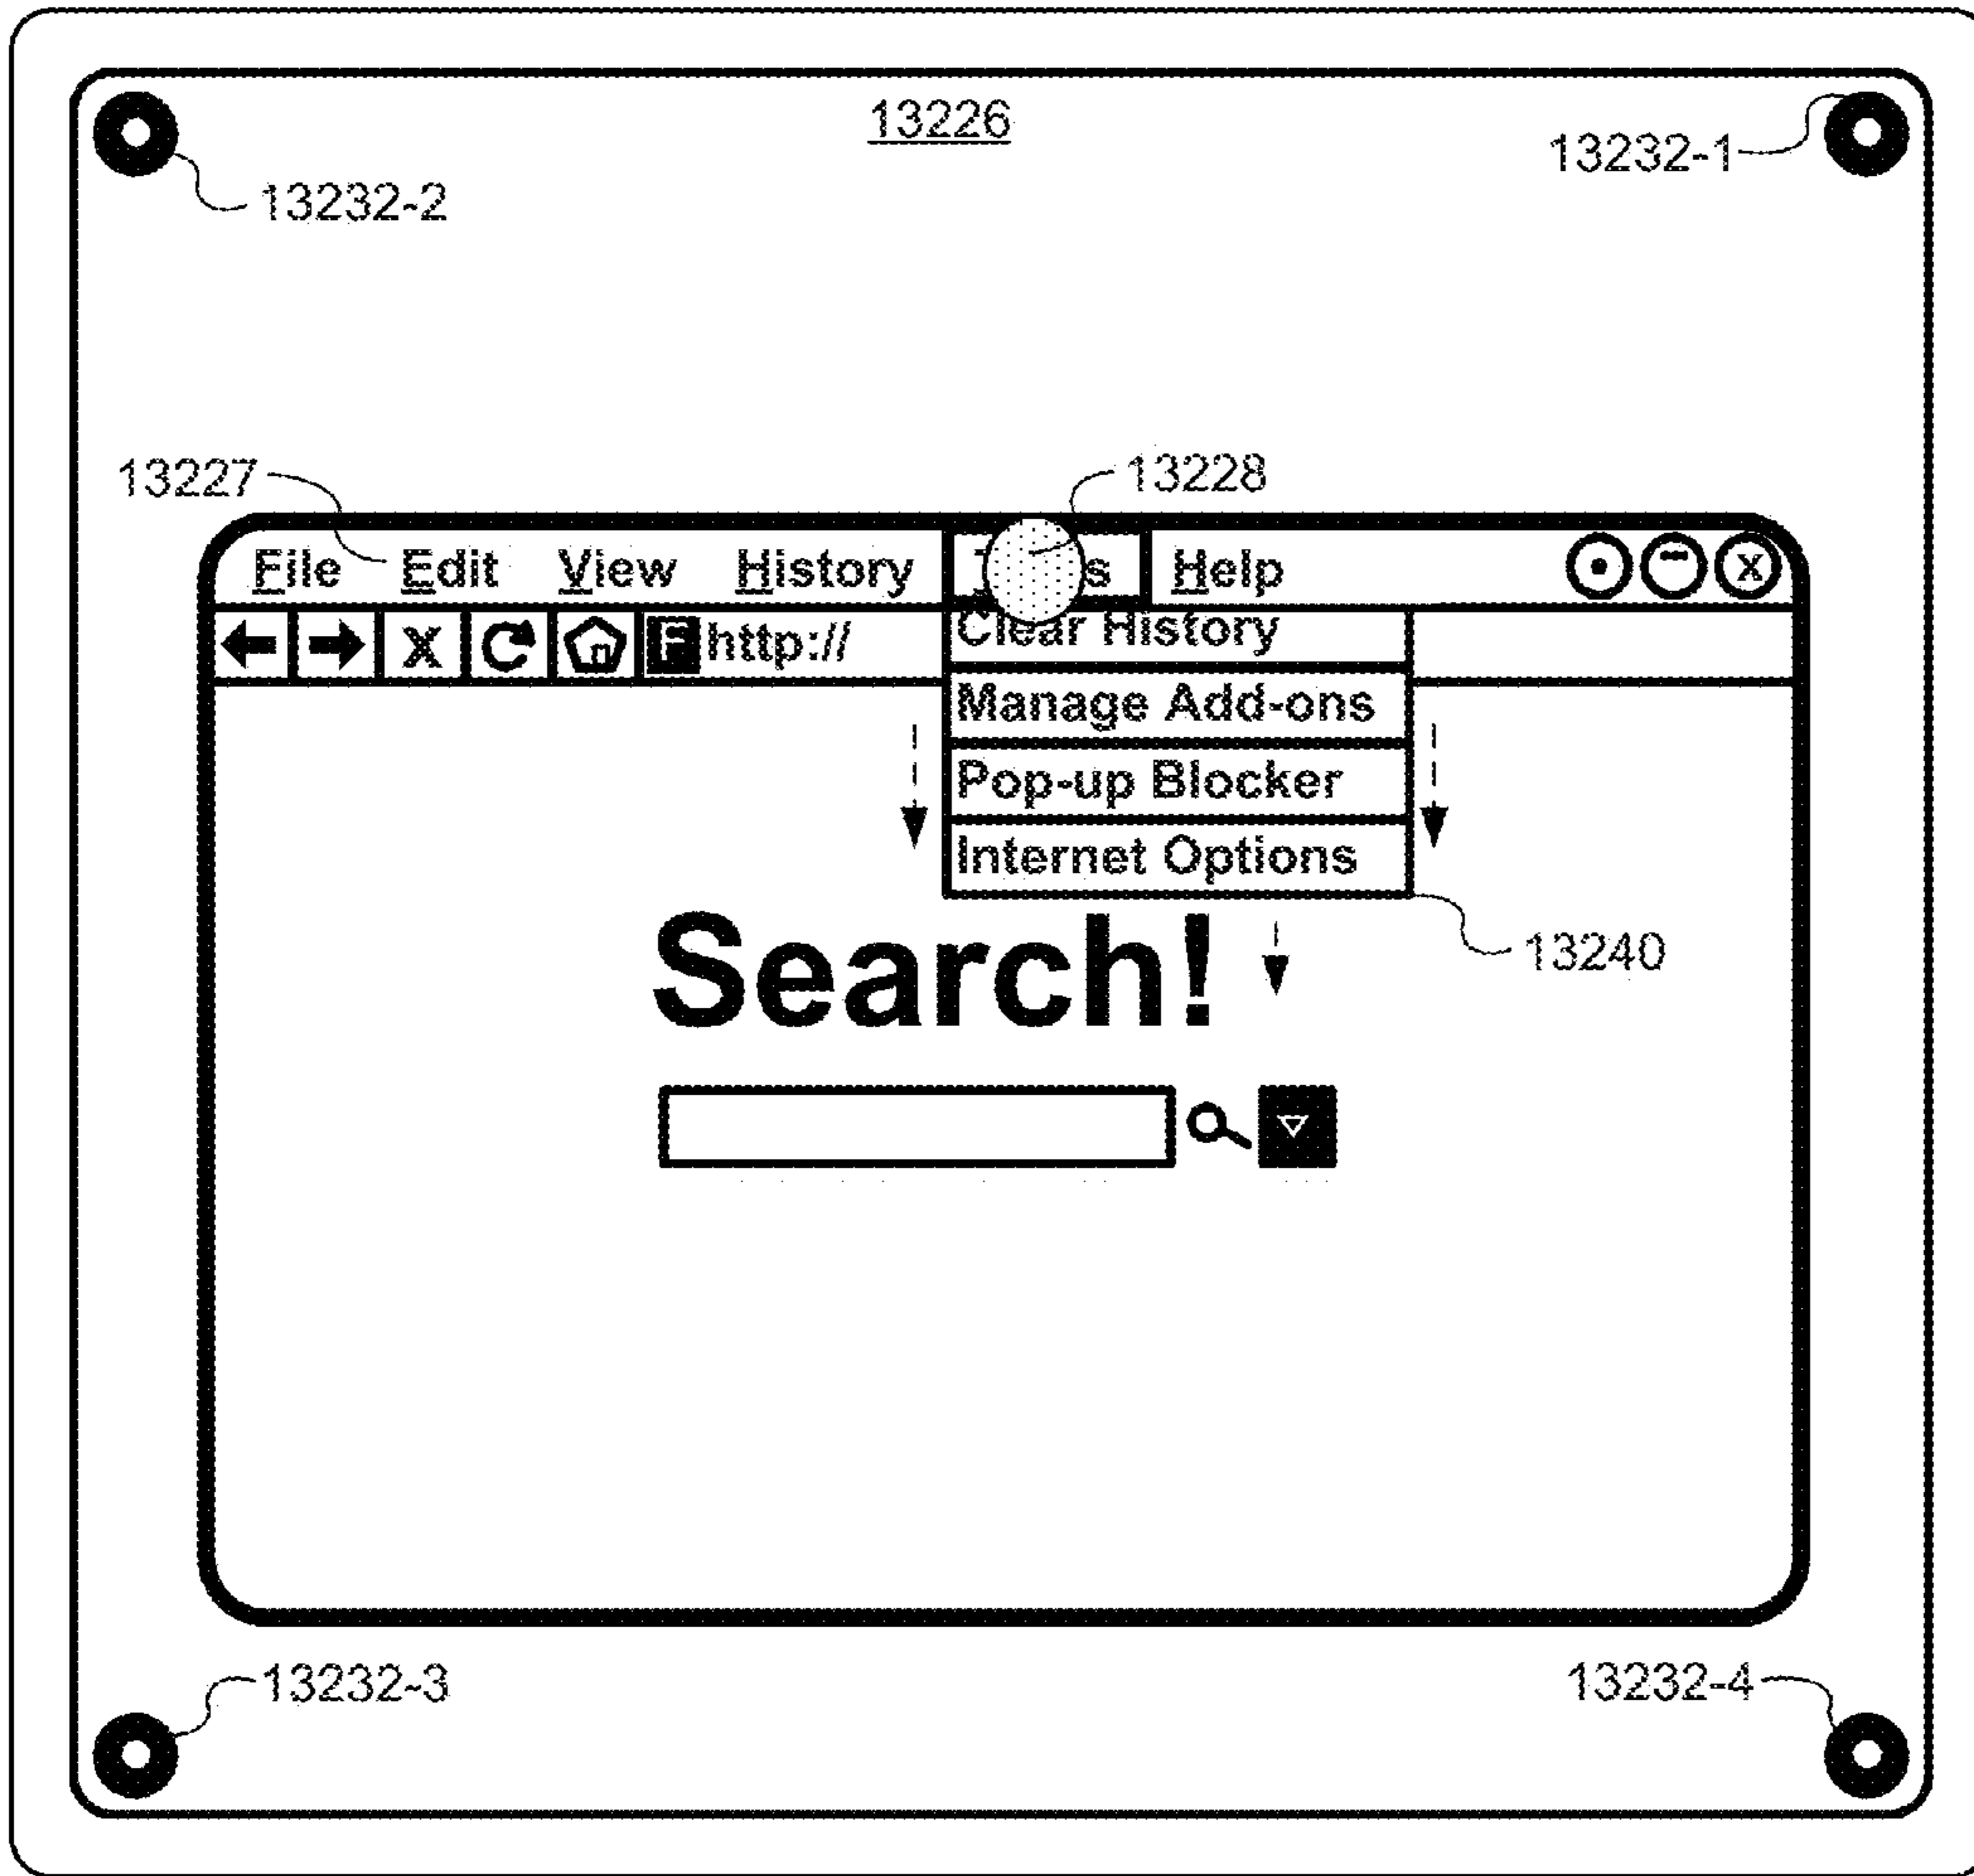 13226
13232-1
13232-2
13227
13228
File Edit View History s Help
X
X F http://
Clear History
Manage Add-ons
Pop-up Blocker
Internet Options
Search!
13240
13232-3
13232-4